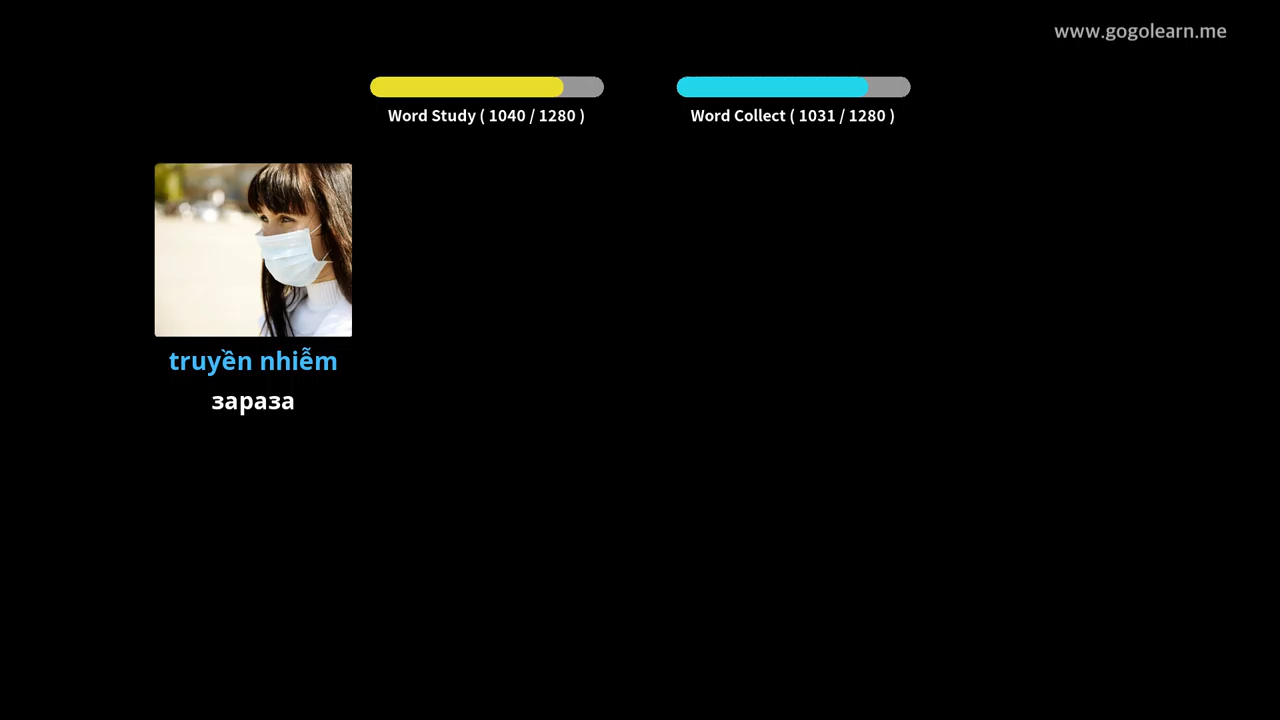 www.gogolearn.me
Word Study ( 1040 / 1280 )
Word Collect ( 1031 / 1280 )
truyền nhiễm
зараза